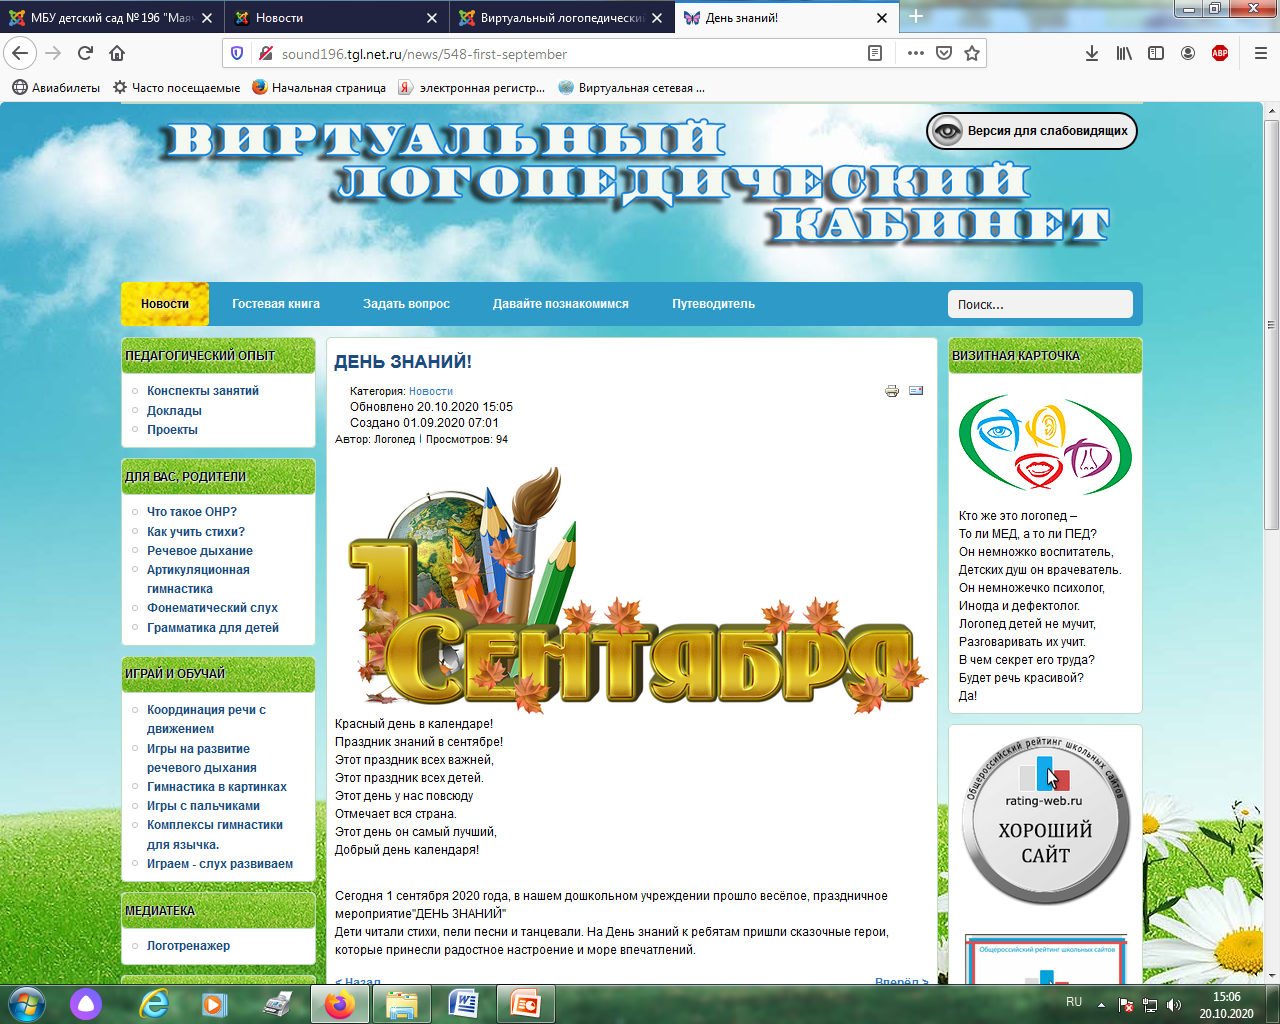 МБУ детский сад № 196 "Маяч
Новости
Виртуальный логопедический
День знаний!
sound196.tgl.net.ru/news/548-first-september
Авиабилеты
Часто посещаемые
Начальная страница
электронная регистр...
Виртуальная сетевая ...
ВИРТУАЛЬНЫЙ
ЛОГОПЕДИЧЕСКИЙ
КАБИНЕТ
Версия для слабовидящих
Новости
Гостевая книга
Задать вопрос
Давайте познакомимся
Путеводитель
Поиск...
ПЕДАГОГИЧЕСКИЙ ОПЫТ
Конспекты занятий
Доклады
Проекты
ДЛЯ ВАС, РОДИТЕЛИ
Что такое ОНР?
Как учить стихи?
Речевое дыхание
Артикуляционная
гимнастика
Фонематический слух
Грамматика для детей
ИГРАЙ И ОБУЧАЙ
Координация речи с
движением
Игры на развитие
речевого дыхания
Гимнастика в картинках
Игры с пальчиками
Комплексы гимнастики
для язычка.
Играем - слух развиваем
МЕДИАТЕКА
Логотренажер
ДЕНЬ ЗНАНИЙ!
Категория: Новости
Обновлено 20.10.2020 15:05
Создано 01.09.2020 07:01
Автор: Логопед | Просмотров: 94
1 СЕНТЯБРЯ
Красный день в календаре!
Праздник знаний в сентябре!
Этот праздник всех важней,
Этот праздник всех детей.
Этот день у нас повсюду
Отмечает вся страна.
Этот день он самый лучший,
Добрый день календаря!
Сегодня 1 сентября 2020 года, в нашем дошкольном учреждении прошло весёлое, праздничное
мероприятие"ДЕНЬ ЗНАНИЙ"
Дети читали стихи, пели песни и танцевали. На День знаний к ребятам пришли сказочные герои,
которые принесли радостное настроение и море впечатлений.
< Назад
Вперёд >
ВИЗИТНАЯ КАРТОЧКА
Кто же это логопед –
То ли МЕД, а то ли ПЕД?
Он немножко воспитатель,
Детских душ он врачеватель.
Он немножечко психолог,
Иногда и дефектолог.
Логопед детей не мучит,
Разговаривать их учит.
В чем секрет его труда?
Будет речь красивой?
Да!
Общероссийский рейтинг школьных сайтов
rating-web.ru
ХОРОШИЙ
САЙТ
Общероссийский рейтинг школьных сайтов
RU
15:06
20.10.2020